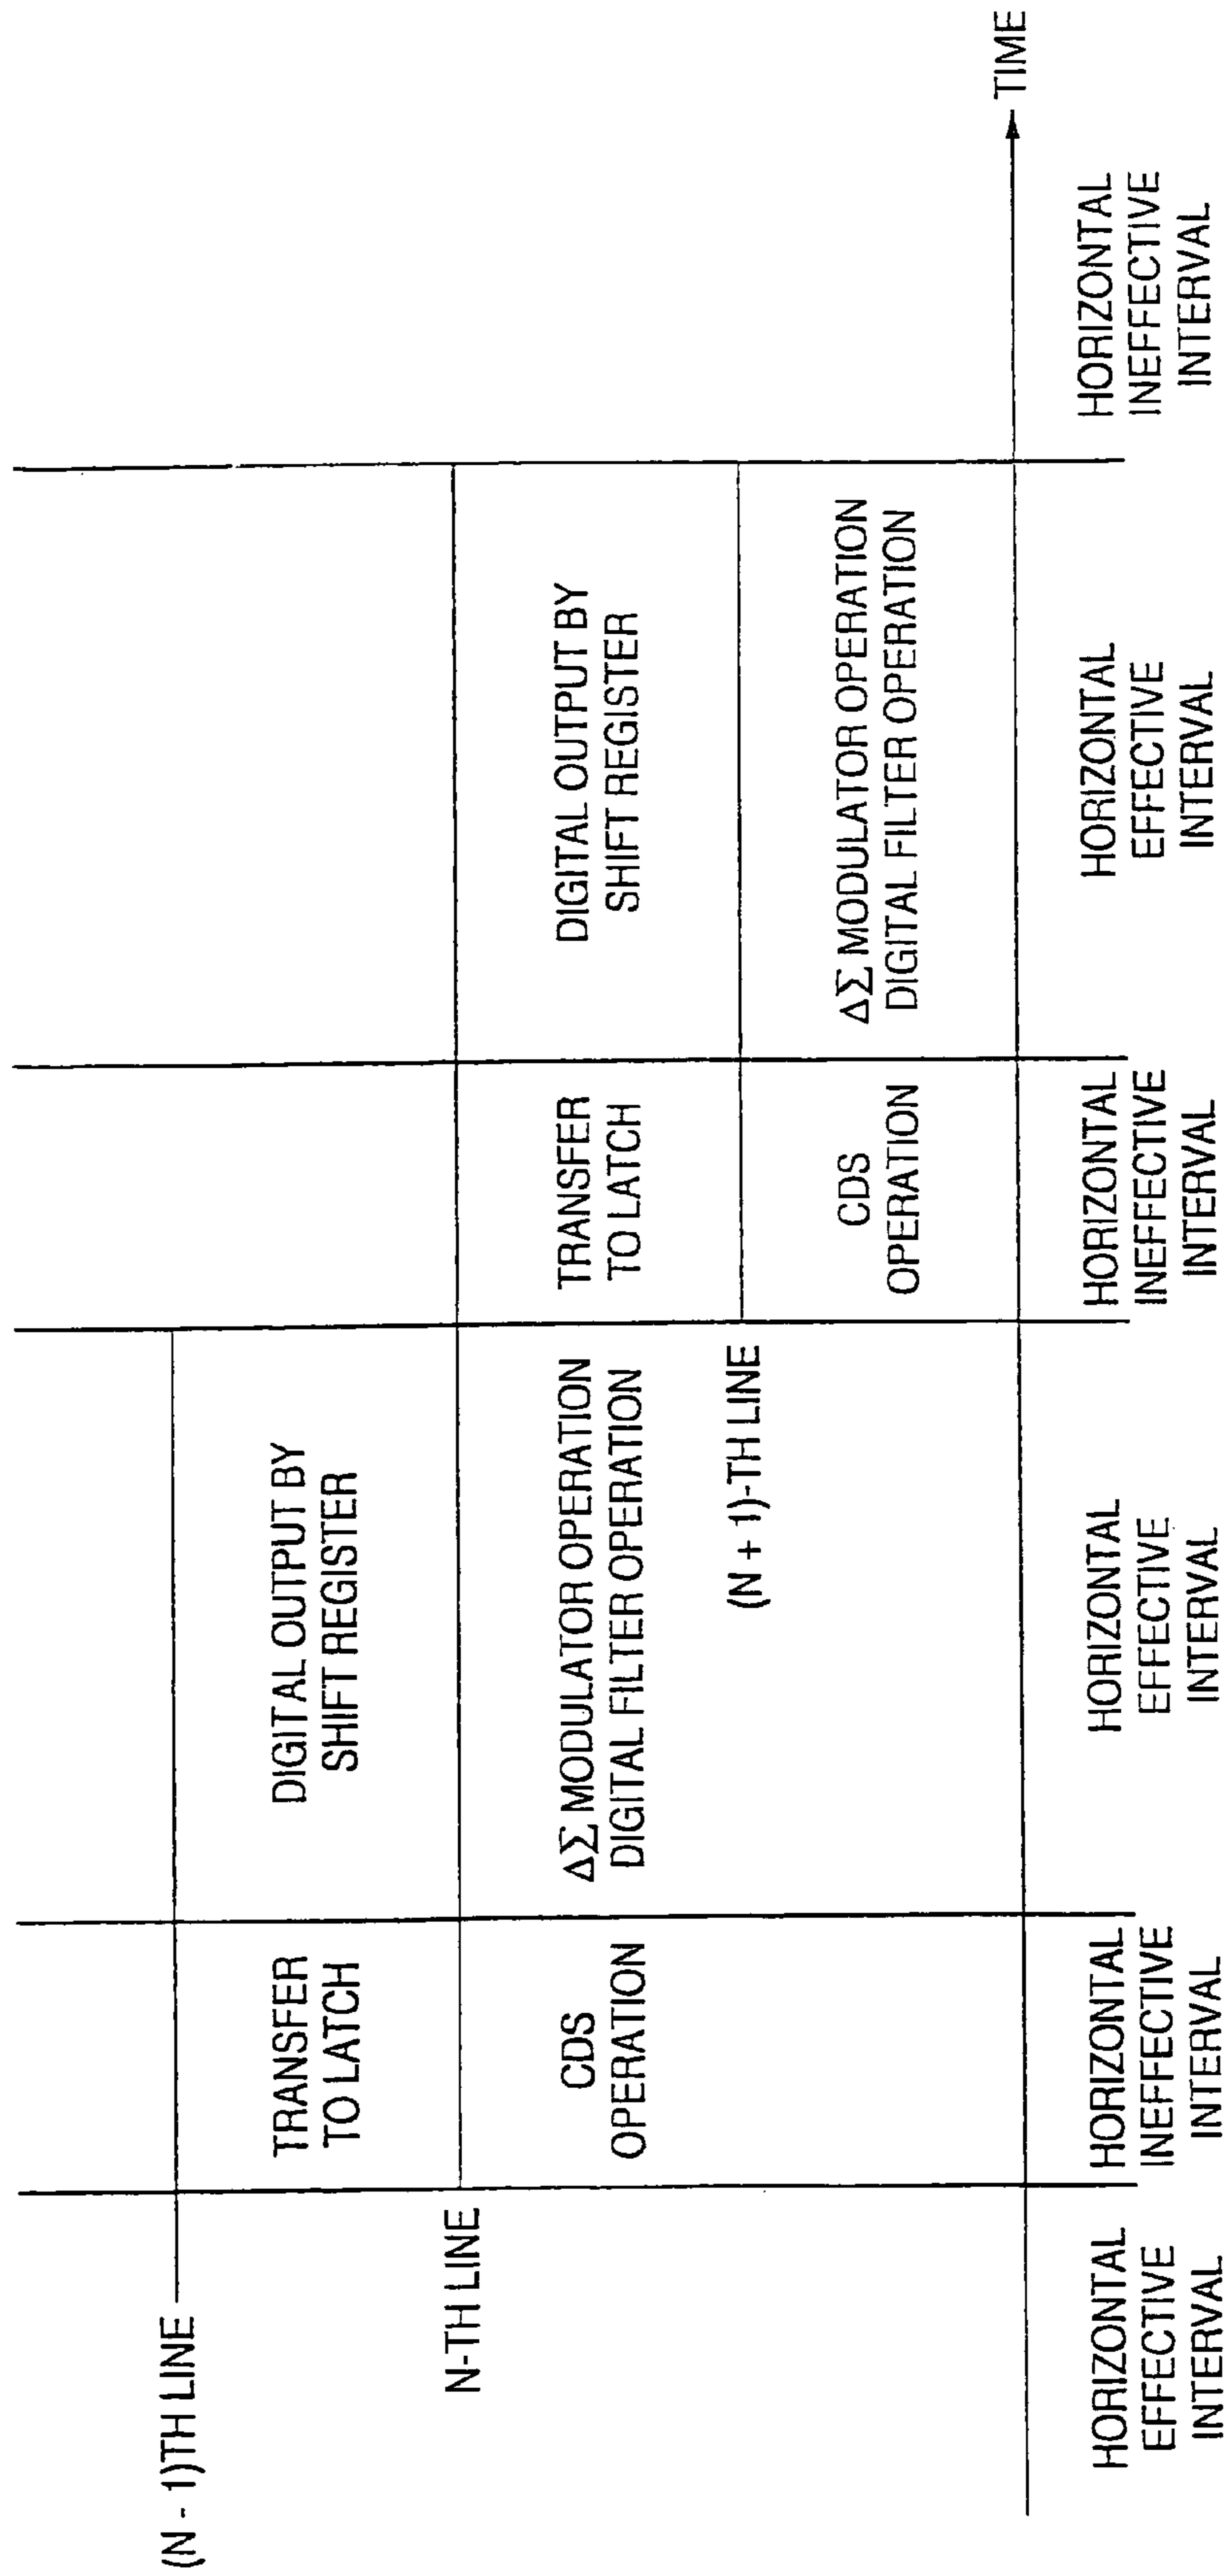 (N - 1)TH LINE
TRANSFER
TO LATCH
DIGITAL OUTPUT BY
SHIFT REGISTER
N-TH LINE
CDS
OPERATION
ΔΣ MODULATOR OPERATION
DIGITAL FILTER OPERATION
TRANSFER
TO LATCH
DIGITAL OUTPUT BY
SHIFT REGISTER
(N + 1)-TH LINE
CDS
OPERATION
ΔΣ MODULATOR OPERATION
DIGITAL FILTER OPERATION
TIME
HORIZONTAL
EFFECTIVE
INTERVAL
HORIZONTAL
INEFFECTIVE
INTERVAL
HORIZONTAL
EFFECTIVE
INTERVAL
HORIZONTAL
INEFFECTIVE
INTERVAL
HORIZONTAL
EFFECTIVE
INTERVAL
HORIZONTAL
INEFFECTIVE
INTERVAL